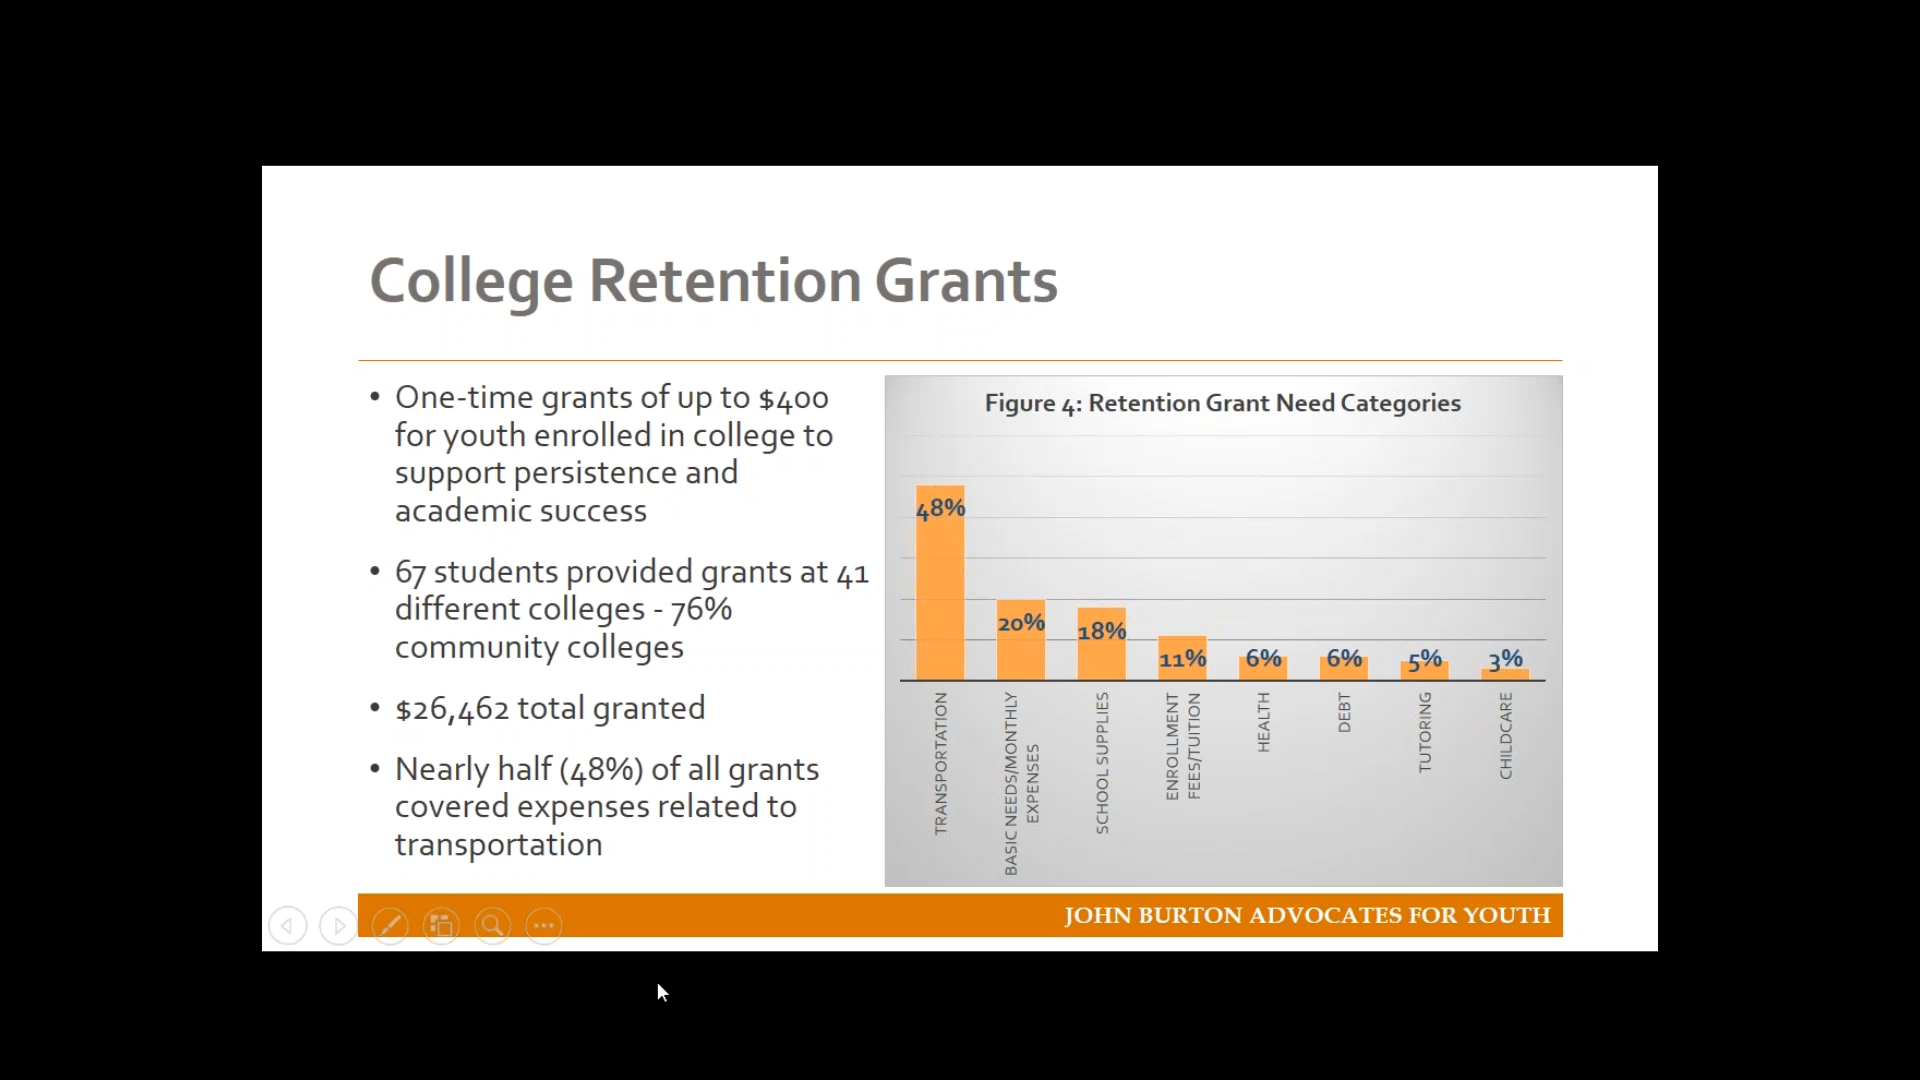 College Retention Grants
• One-time grants of up to $400
for youth enrolled in college to
support persistence and
academic success
• 67 students provided grants at 41
different colleges - 76%
community colleges
• $26,462 total granted
• Nearly half (48%) of all grants
covered expenses related to
transportation
Figure 4: Retention Grant Need Categories
48%
20%
18%
11%
6%
6%
5%
3%
TRANSPORTATION
BASIC NEEDS/MONTHLY
EXPENSES
SCHOOL SUPPLIES
ENROLLMENT
FEES/TUITION
HEALTH
DEBT
TUTORING
CHILDCARE
JOHN BURTON ADVOCATES FOR YOUTH